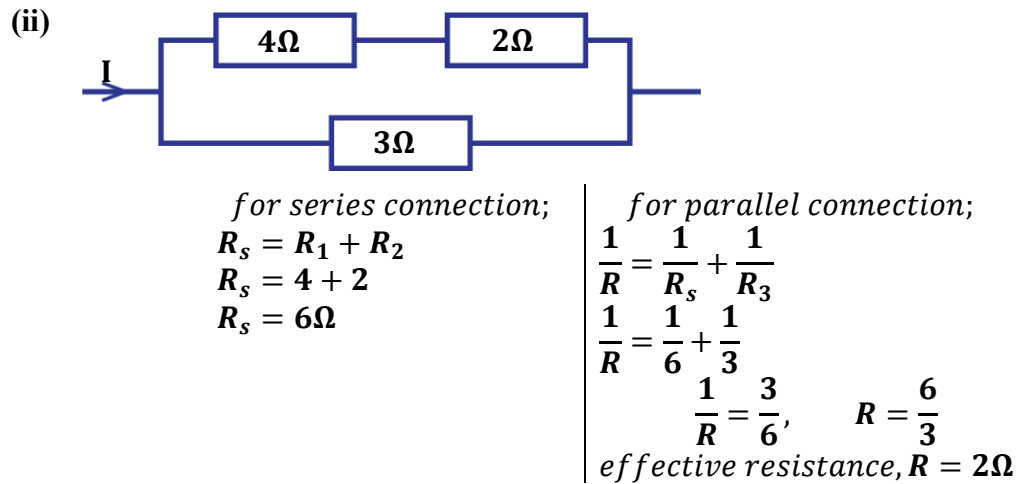 (ii)
4Ω 2Ω
I
3Ω
for series connection;
R_s = R_1 + R_2
R_s = 4 + 2
R_s = 6Ω
for parallel connection;
1/R = 1/R_s + 1/R_3
1/R = 1/6 + 1/3
1/R = 3/6, R = 6/3
effective resistance, R = 2Ω